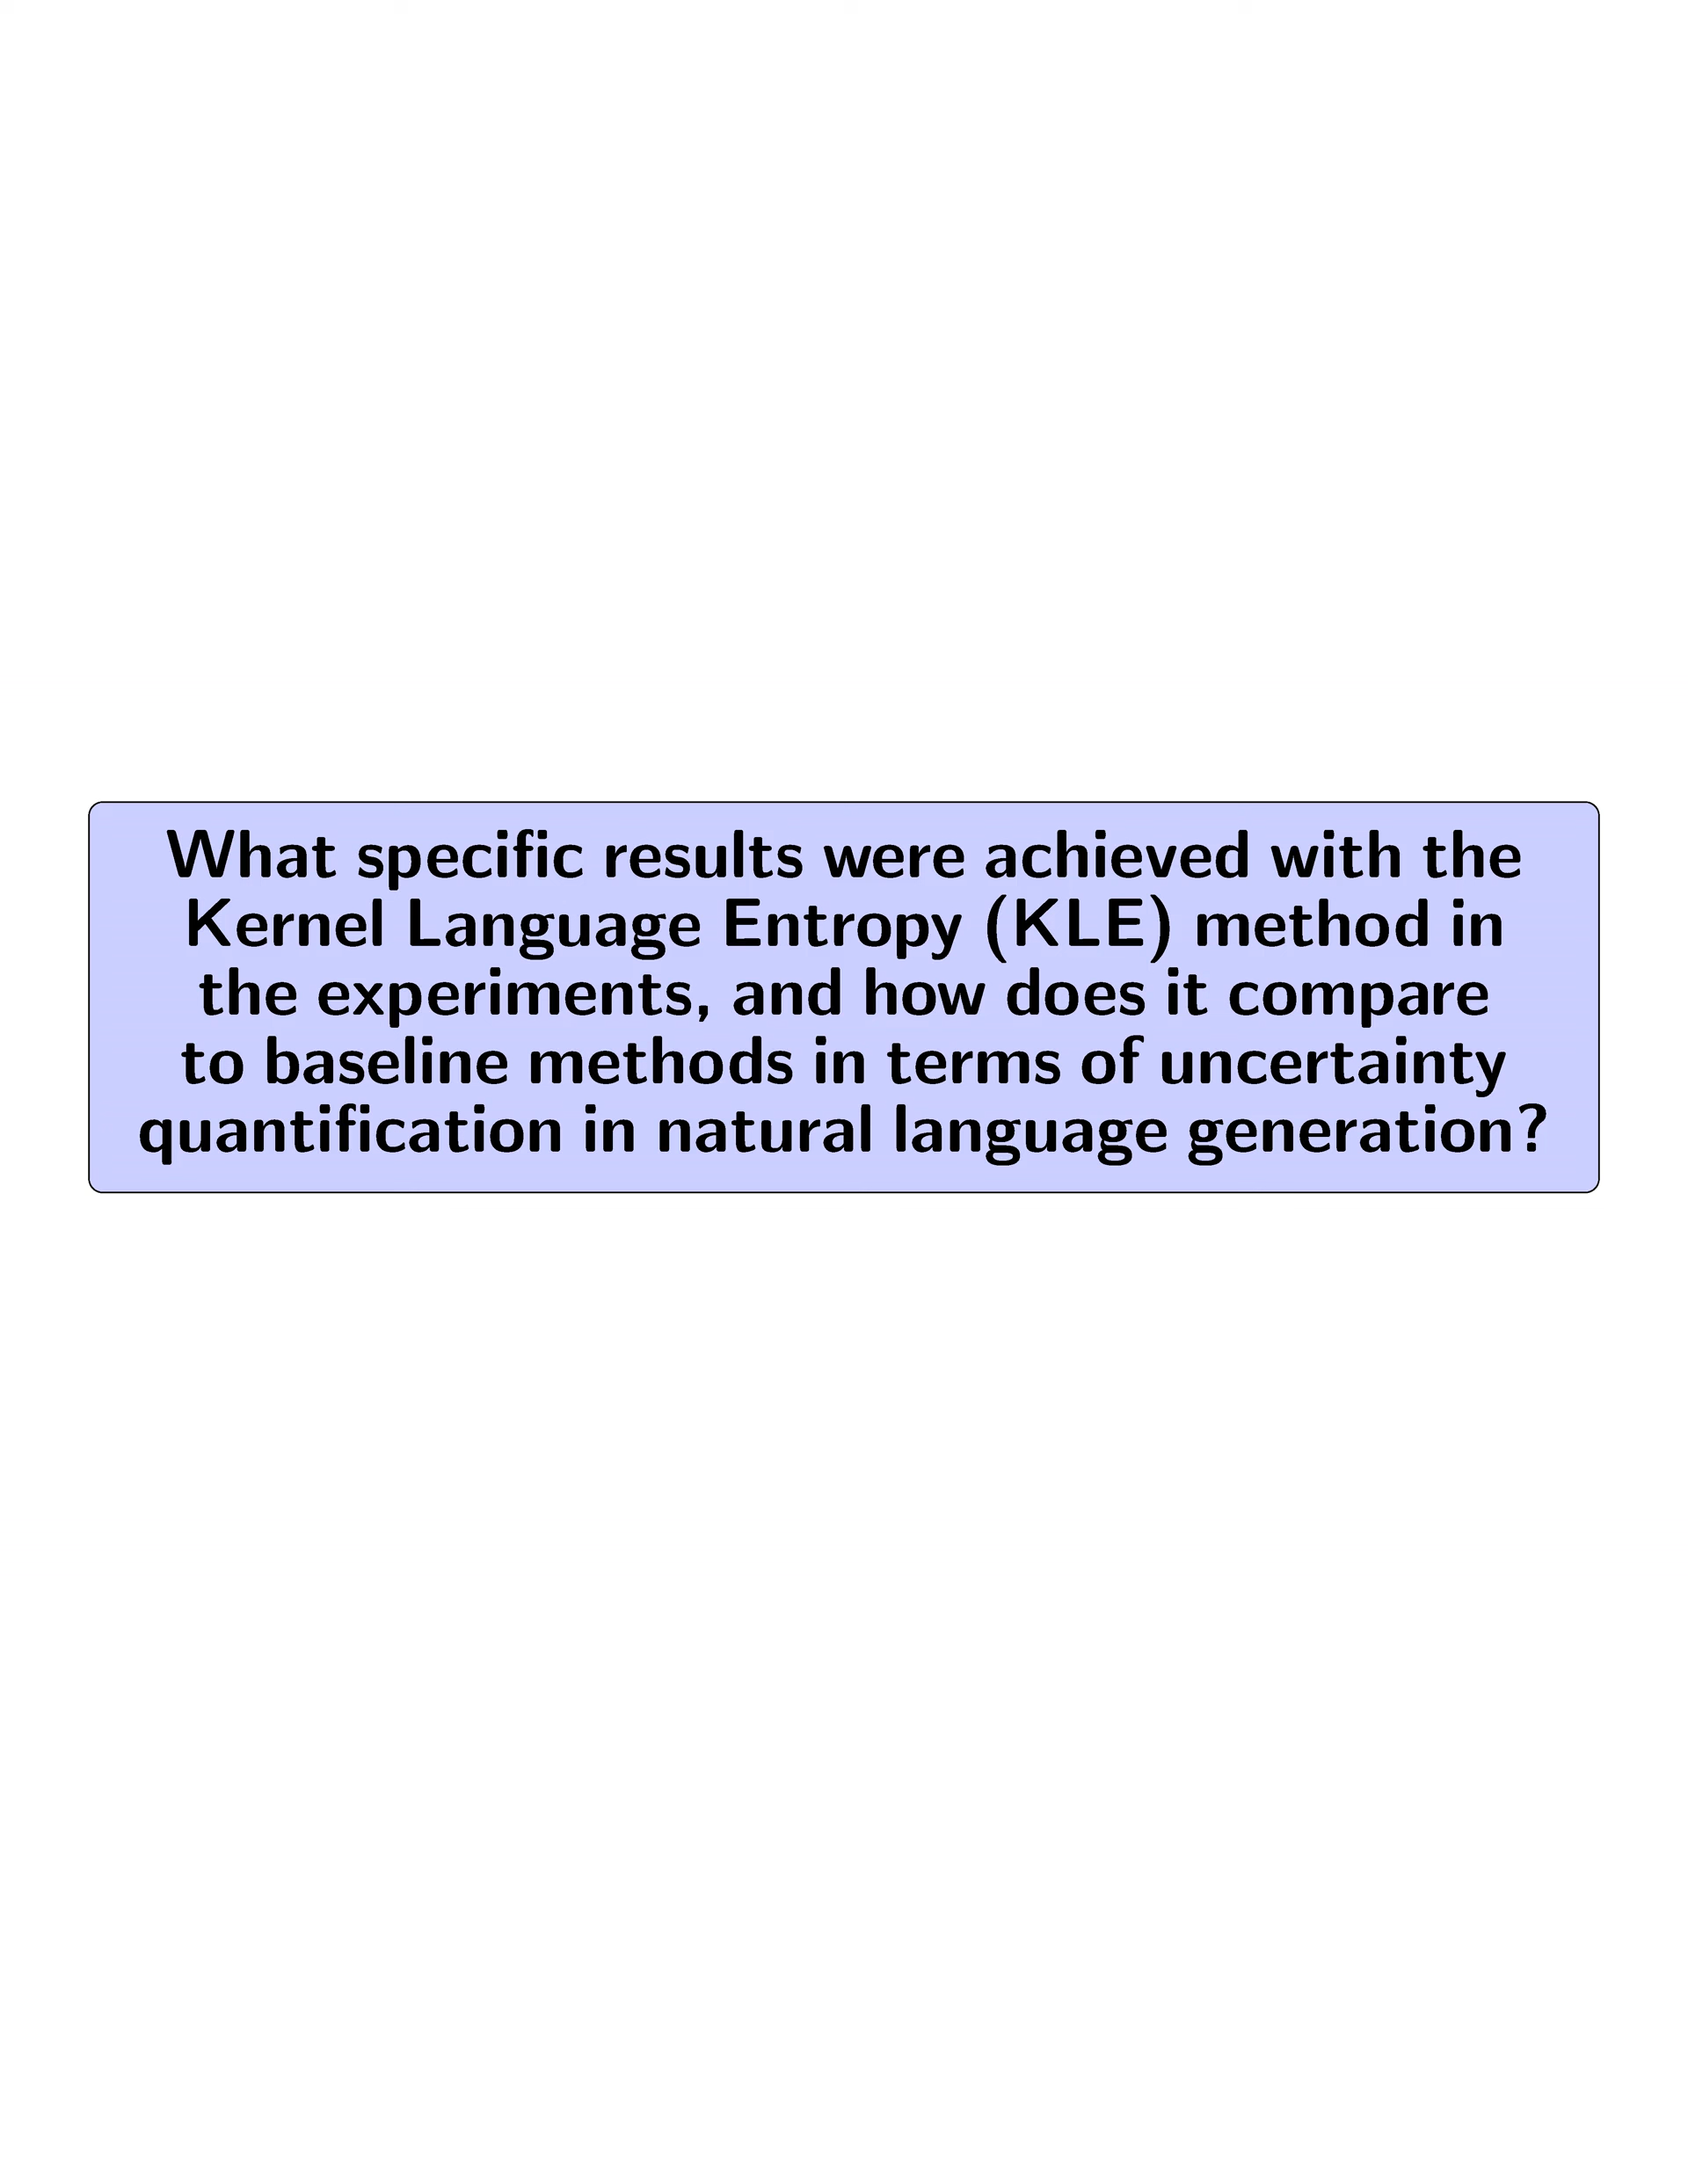 What specific results were achieved with the
Kernel Language Entropy (KLE) method in
the experiments, and how does it compare
to baseline methods in terms of uncertainty
quantification in natural language generation?